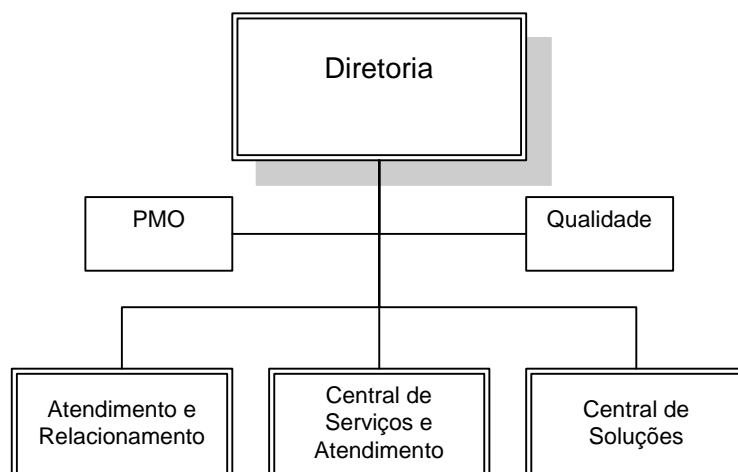 Diretoria
PMO
Qualidade
Atendimento e
Relacionamento
Central de
Serviços e
Atendimento
Central de
Soluções